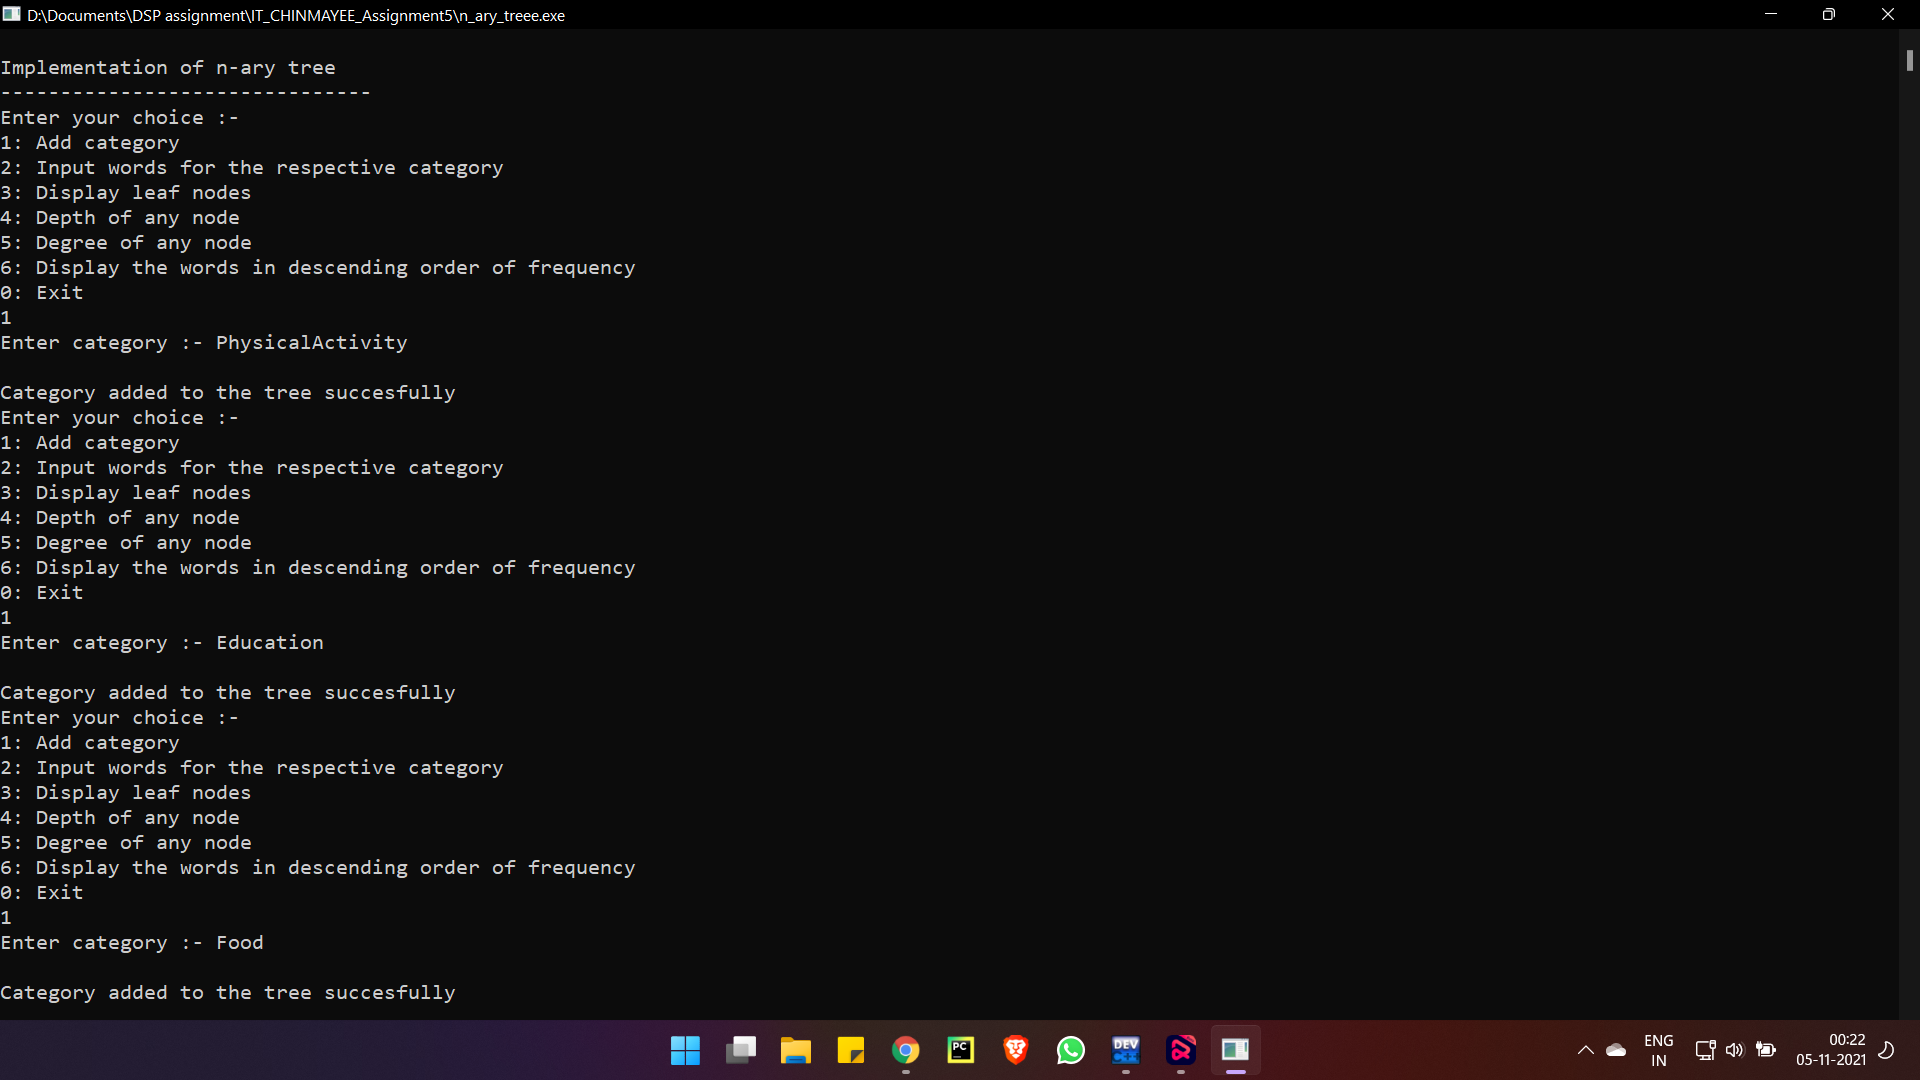 D:\Documents\DSP assignment\IT_CHINMAYEE_Assignment5\n_ary_treee.exe
Implementation of n-ary tree
-------------------------------
Enter your choice :-
1: Add category
2: Input words for the respective category
3: Display leaf nodes
4: Depth of any node
5: Degree of any node
6: Display the words in descending order of frequency
0: Exit
1
Enter category :- PhysicalActivity
Category added to the tree succesfully
Enter your choice :-
1: Add category
2: Input words for the respective category
3: Display leaf nodes
4: Depth of any node
5: Degree of any node
6: Display the words in descending order of frequency
0: Exit
1
Enter category :- Education
Category added to the tree succesfully
Enter your choice :-
1: Add category
2: Input words for the respective category
3: Display leaf nodes
4: Depth of any node
5: Degree of any node
6: Display the words in descending order of frequency
0: Exit
1
Enter category :- Food
Category added to the tree succesfully
PC
DEV
ENG
IN
00:22
05-11-2021